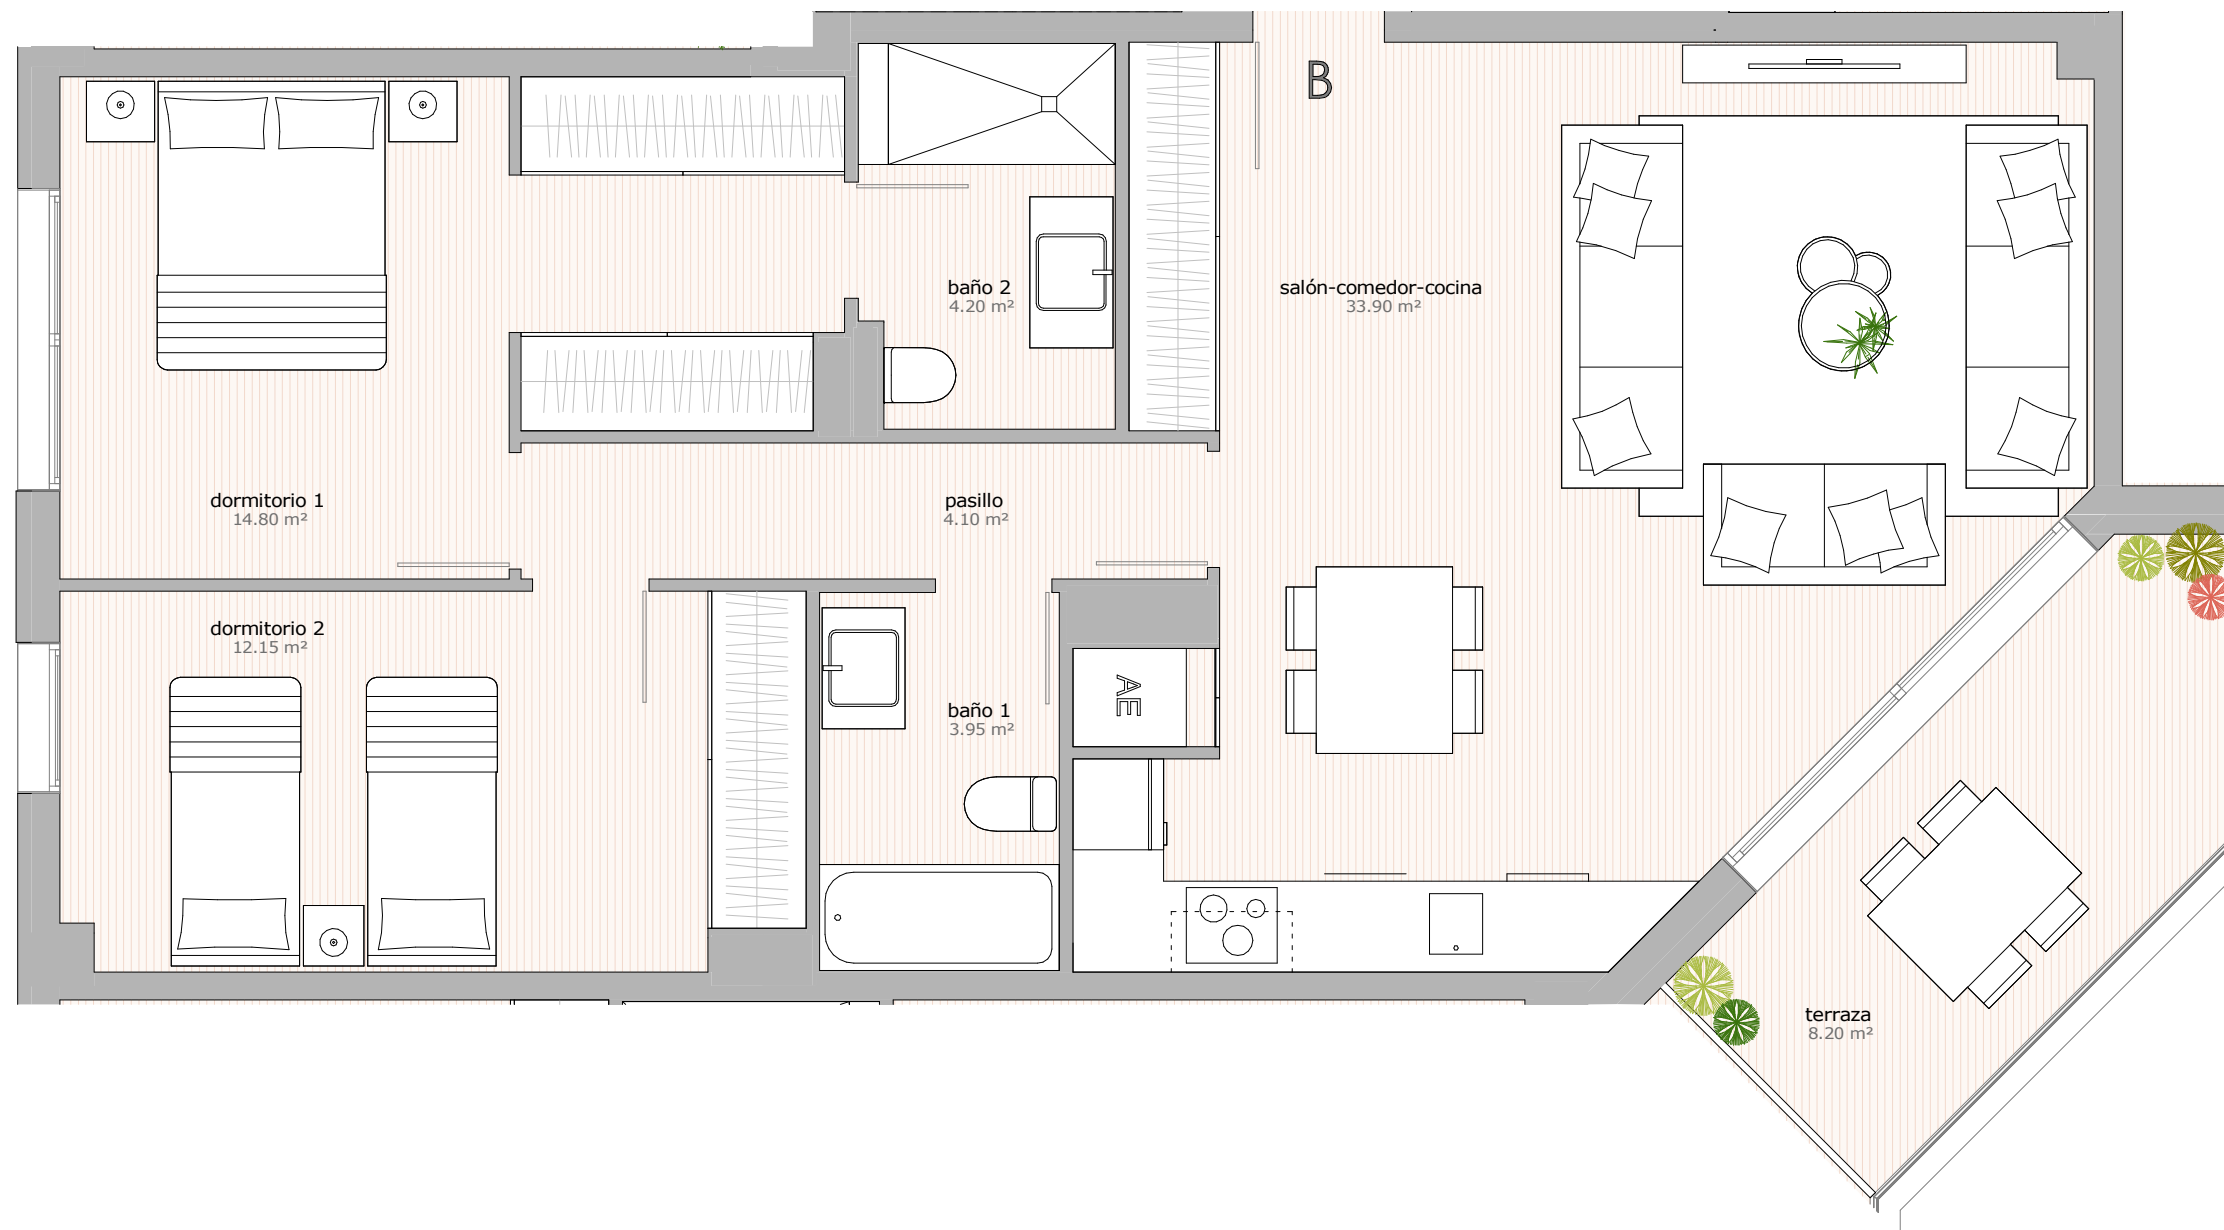 B
baño 2
4.20 m²
salón-comedor-cocina
33.90 m²
dormitorio 1
14.80 m²
pasillo
4.10 m²
dormitorio 2
12.15 m²
baño 1
3.95 m²
AE
terraza
8.20 m²